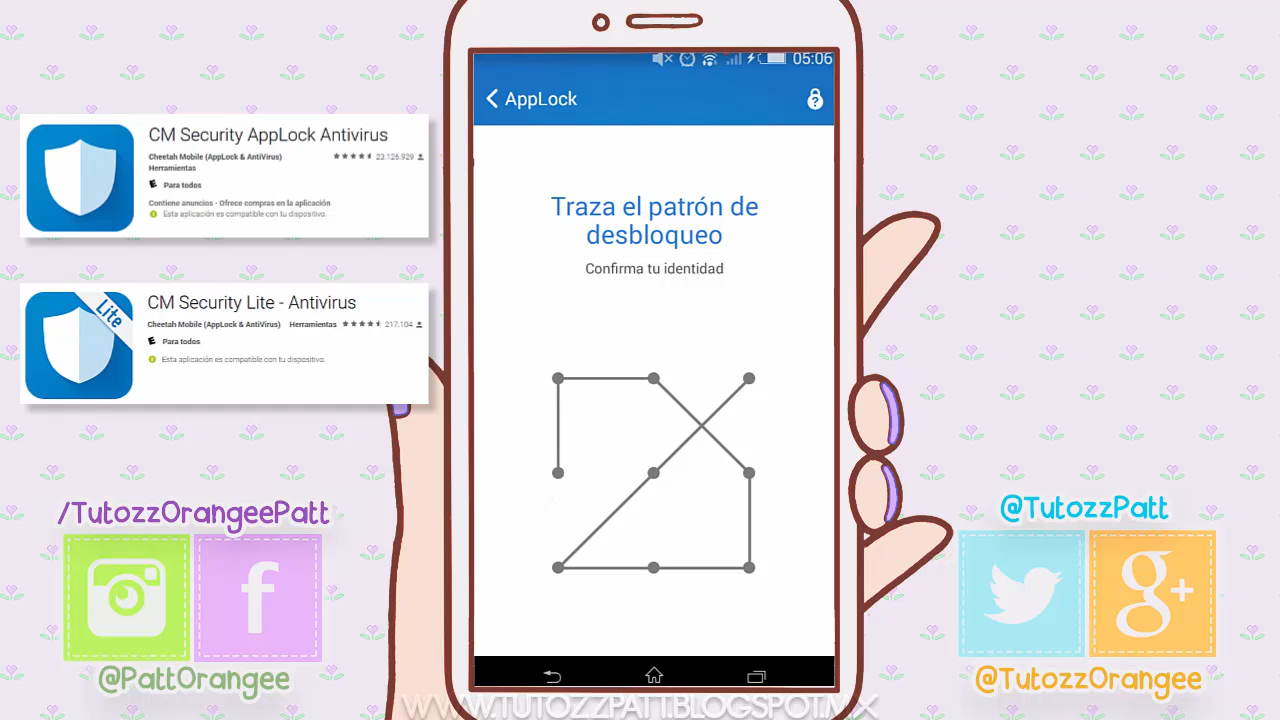 05:06
AppLock
Traza el patrón de
desbloqueo
Confirma tu identidad
CM Security AppLock Antivirus
Cheetah Mobile (AppLock & AntiVirus)
23.126.929
Herramientas
E
Para todos
Contiene anuncios · Ofrece compras en la aplicación
Esta aplicación es compatible con tu dispositivo.
Lite
CM Security Lite - Antivirus
Cheetah Mobile (AppLock & AntiVirus) Herramientas 217.104
E
Para todos
Esta aplicación es compatible con tu dispositivo.
/TutozzOrangeePatt
f
@PattOrangee
@TutozzPatt
g+
@TutozzOrangee
WWW.TUTOZZPATT.BLOGSPOT.MX